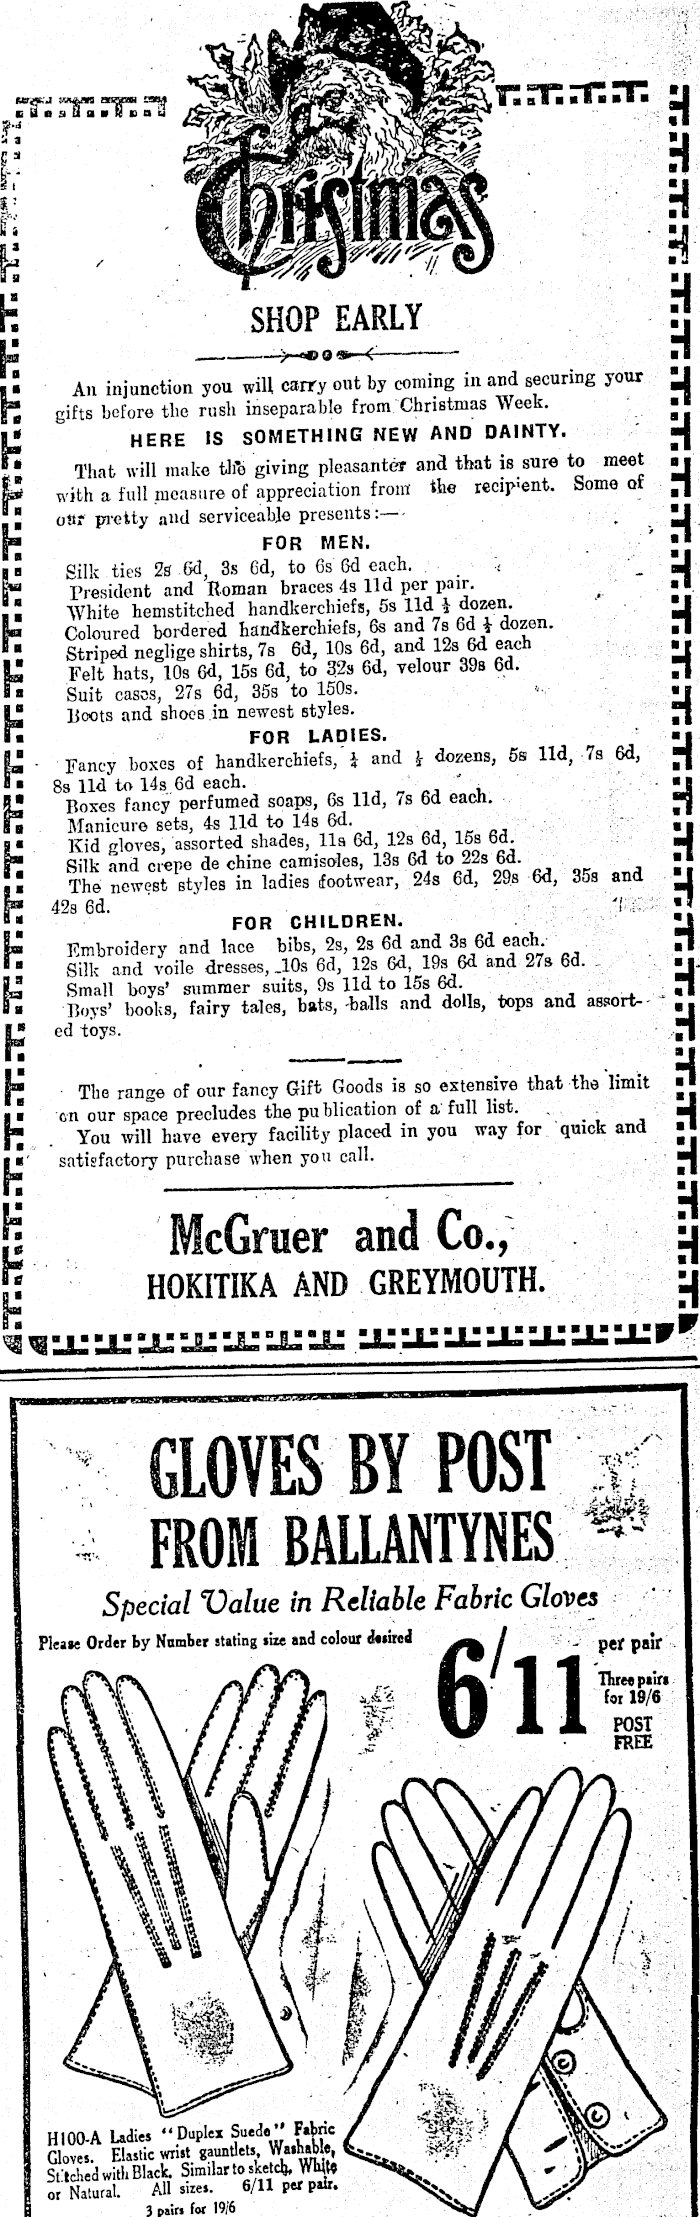 Christmas
SHOP EARLY
An injunction you will carry out by coming in and securing your
gifts before the rush inseparable from Christmas Week.
HERE IS SOMETHING NEW AND DAINTY.
That will make the giving pleasanter and that is sure to meet
with a full measure of appreciation from the recipient. Some of
our pretty and serviceable presents:—
FOR MEN.
Silk ties 2s 6d, 3s 6d, to 6s 6d each.
President and Roman braces 4s 11d per pair.
White hemstitched handkerchiefs, 5s 11d ½ dozen.
Coloured bordered handkerchiefs, 6s and 7s 6d ½ dozen.
Striped neglige shirts, 7s 6d, 10s 6d, and 12s 6d each
Felt hats, 10s 6d, 15s 6d, to 32s 6d, velour 39s 6d.
Suit cases, 27s 6d, 35s to 150s.
Boots and shoes in newest styles.
FOR LADIES.
Fancy boxes of handkerchiefs, ¼ and ½ dozens, 5s 11d, 7s 6d,
8s 11d to 14s 6d each.
Boxes fancy perfumed soaps, 6s 11d, 7s 6d each.
Manicure sets, 4s 11d to 14s 6d.
Kid gloves, assorted shades, 11s 6d, 12s 6d, 15s 6d.
Silk and crepe de chine camisoles, 13s 6d to 22s 6d.
The newest styles in ladies footwear, 24s 6d, 29s 6d, 35s and
42s 6d.
FOR CHILDREN.
Embroidery and lace bibs, 2s, 2s 6d and 3s 6d each.
Silk and voile dresses, 10s 6d, 12s 6d, 19s 6d and 27s 6d.
Small boys' summer suits, 9s 11d to 15s 6d.
Boys' books, fairy tales, bats, balls and dolls, tops and assort-
ed toys.
The range of our fancy Gift Goods is so extensive that the limit
on our space precludes the publication of a full list.
You will have every facility placed in you way for quick and
satisfactory purchase when you call.
McGruer and Co.,
HOKITIKA AND GREYMOUTH.
GLOVES BY POST
FROM BALLANTYNES
Special Value in Reliable Fabric Gloves
Please Order by Number stating size and colour desired
6/11 per pair
Three pairs
for 19/6
POST
FREE
H100-A Ladies "Duplex Suede" Fabric
Gloves. Elastic wrist gauntlets, Washable,
Stitched with Black. Similar to sketch. White
or Natural. All sizes. 6/11 per pair.
3 pairs for 19/6